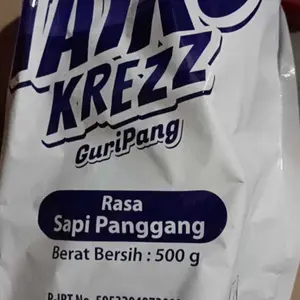 KREZZ
GuriPang
Rasa
Sapi Panggang
Berat Bersih : 500 g
P-IRT No.